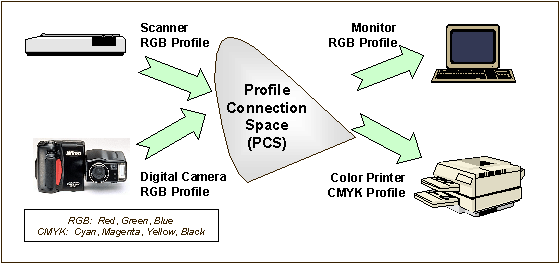 Scanner
RGB Profile
Monitor
RGB Profile
Profile
Connection
Space
(PCS)
Nikon
Digital Camera
RGB Profile
Color Printer
CMYK Profile
RGB: Red, Green, Blue
CMYK: Cyan, Magenta, Yellow, Black